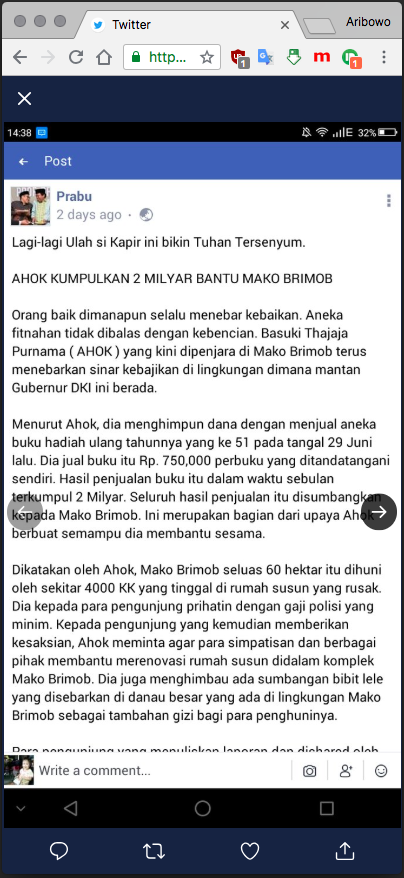 Twitter
Aribowo
http...
1
m
1
14:38
32%
Post
Prabu
2 days ago
Lagi-lagi Ulah si Kapir ini bikin Tuhan Tersenyum.
AHOK KUMPULKAN 2 MILYAR BANTU MAKO BRIMOB
Orang baik dimanapun selalu menebar kebaikan. Aneka
fitnahan tidak dibalas dengan kebencian. Basuki Thajaja
Purnama ( AHOK ) yang kini dipenjara di Mako Brimob terus
menebarkan sinar kebajikan di lingkungan dimana mantan
Gubernur DKI ini berada.
Menurut Ahok, dia menghimpun dana dengan menjual aneka
buku hadiah ulang tahunnya yang ke 51 pada tangal 29 Juni
lalu. Dia jual buku itu Rp. 750,000 perbuku yang ditandatangani
sendiri. Hasil penjualan buku itu dalam waktu sebulan
terkumpul 2 Milyar. Seluruh hasil penjualan itu disumbangkan
kepada Mako Brimob. Ini merupakan bagian dari upaya Ahok
berbuat semampu dia membantu sesama.
Dikatakan oleh Ahok, Mako Brimob seluas 60 hektar itu dihuni
oleh sekitar 4000 KK yang tinggal di rumah susun yang rusak.
Dia kepada para pengunjung prihatin dengan gaji polisi yang
minim. Kepada pengunjung yang kemudian memberikan
kesaksian, Ahok meminta agar para simpatisan dan berbagai
pihak membantu merenovasi rumah susun didalam komplek
Mako Brimob. Dia juga menghimbau ada sumbangan bibit lele
yang disebarkan di danau besar yang ada di lingkungan Mako
Brimob sebagai tambahan gizi bagi para penghuninya.
Para pengunjung yang menuliskan laporan dan dishared oleh
Write a comment...